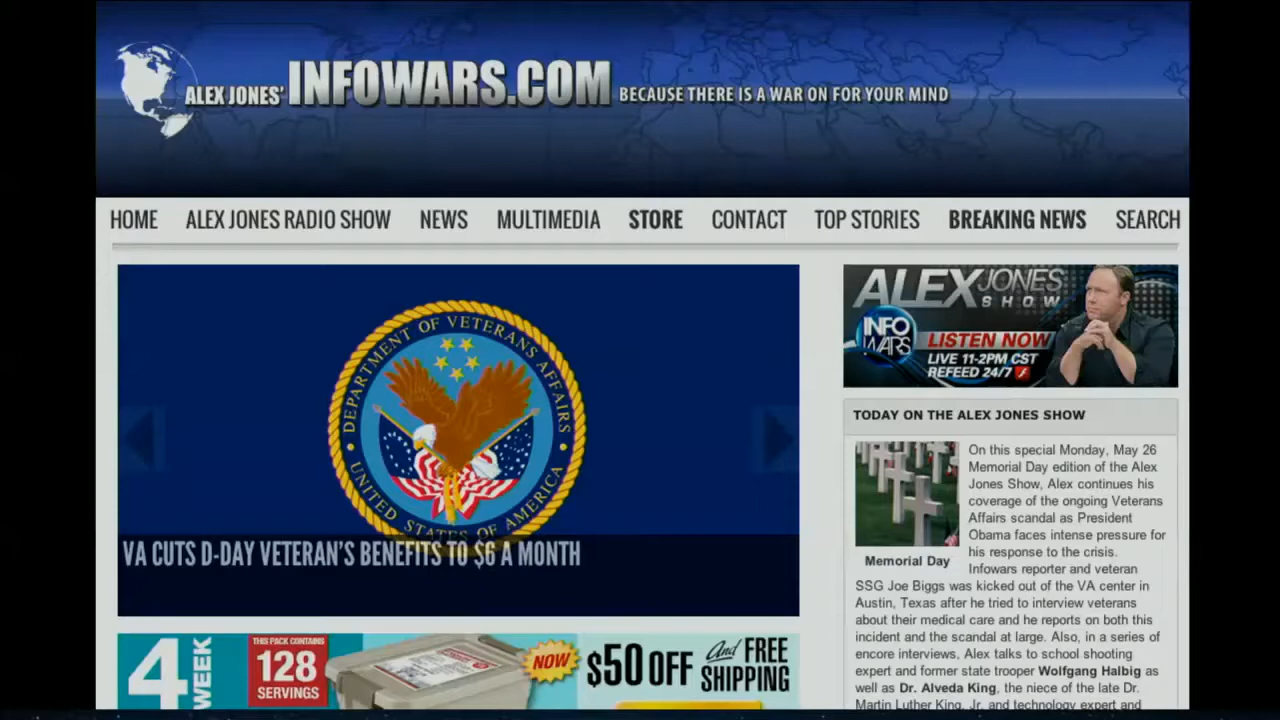 ALEX JONES' INFOWARS.COM BECAUSE THERE IS A WAR ON FOR YOUR MIND
HOME ALEX JONES RADIO SHOW NEWS MULTIMEDIA STORE CONTACT TOP STORIES BREAKING NEWS SEARCH
DEPARTMENT OF VETERANS AFFAIRS
UNITED STATES OF AMERICA
VA CUTS D-DAY VETERAN'S BENEFITS TO $6 A MONTH
4 WEEK
THIS PACK CONTAINS
128
SERVINGS
NOW
$50 OFF And FREE
SHIPPING
ALEX JONES
SHOW
INFO
WARS
LISTEN NOW
LIVE 11-2PM CST
REFEED 24/7
TODAY ON THE ALEX JONES SHOW
Memorial Day
On this special Monday, May 26
Memorial Day edition of the Alex
Jones Show, Alex continues his
coverage of the ongoing Veterans
Affairs scandal as President
Obama faces intense pressure for
his response to the crisis.
Infowars reporter and veteran
SSG Joe Biggs was kicked out of the VA center in
Austin, Texas after he tried to interview veterans
about their medical care and he reports on both this
incident and the scandal at large. Also, in a series of
encore interviews, Alex talks to school shooting
expert and former state trooper Wolfgang Halbig as
well as Dr. Alveda King, the niece of the late Dr.
Martin Luther King, Jr. and technology expert and